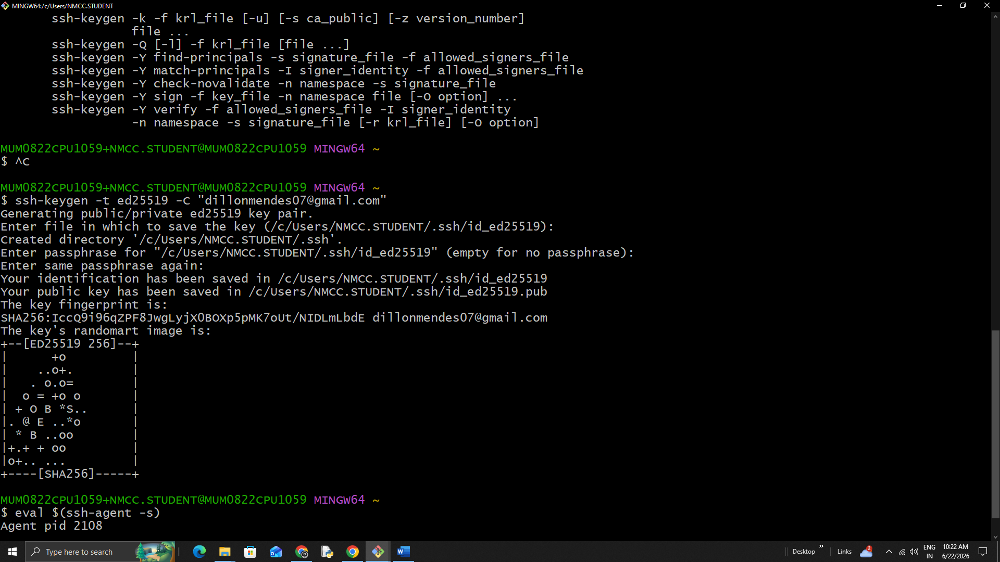 MINGW64:/c/Users/NMCC.STUDENT
ssh-keygen -k -f krl_file [-u] [-s ca_public] [-z version_number]
file ...
ssh-keygen -Q [-l] -f krl_file [file ...]
ssh-keygen -Y find-principals -s signature_file -f allowed_signers_file
ssh-keygen -Y match-principals -I signer_identity -f allowed_signers_file
ssh-keygen -Y check-novalidate -n namespace -s signature_file
ssh-keygen -Y sign -f key_file -n namespace file [-O option] ...
ssh-keygen -Y verify -f allowed_signers_file -I signer_identity
-n namespace -s signature_file [-r krl_file] [-O option]
MUM0822CPU1059+NMCC.STUDENT@MUM0822CPU1059 MINGW64 ~
$ ^C
MUM0822CPU1059+NMCC.STUDENT@MUM0822CPU1059 MINGW64 ~
$ ssh-keygen -t ed25519 -C "dillonmendes07@gmail.com"
Generating public/private ed25519 key pair.
Enter file in which to save the key (/c/Users/NMCC.STUDENT/.ssh/id_ed25519):
Created directory '/c/Users/NMCC.STUDENT/.ssh'.
Enter passphrase for "/c/Users/NMCC.STUDENT/.ssh/id_ed25519" (empty for no passphrase):
Enter same passphrase again:
Your identification has been saved in /c/Users/NMCC.STUDENT/.ssh/id_ed25519
Your public key has been saved in /c/Users/NMCC.STUDENT/.ssh/id_ed25519.pub
The key fingerprint is:
SHA256:IccQ9i96qZPF8JwgLyjX0BOXp5pMK7oUt/NIDLmLbdE dillonmendes07@gmail.com
The key's randomart image is:
+--[ED25519 256]--+
|      +o         |
|    ..o+.        |
|   . o.o=        |
|  o = +o o       |
| + O B *S..      |
|. @ E ..*o       |
| * B ..oo        |
|+.+ + oo         |
|o+.. ...         |
+----[SHA256]-----+
MUM0822CPU1059+NMCC.STUDENT@MUM0822CPU1059 MINGW64 ~
$ eval $(ssh-agent -s)
Agent pid 2108
Type here to search
Desktop
Links
2
ENG
IN
10:22 AM
6/22/2026